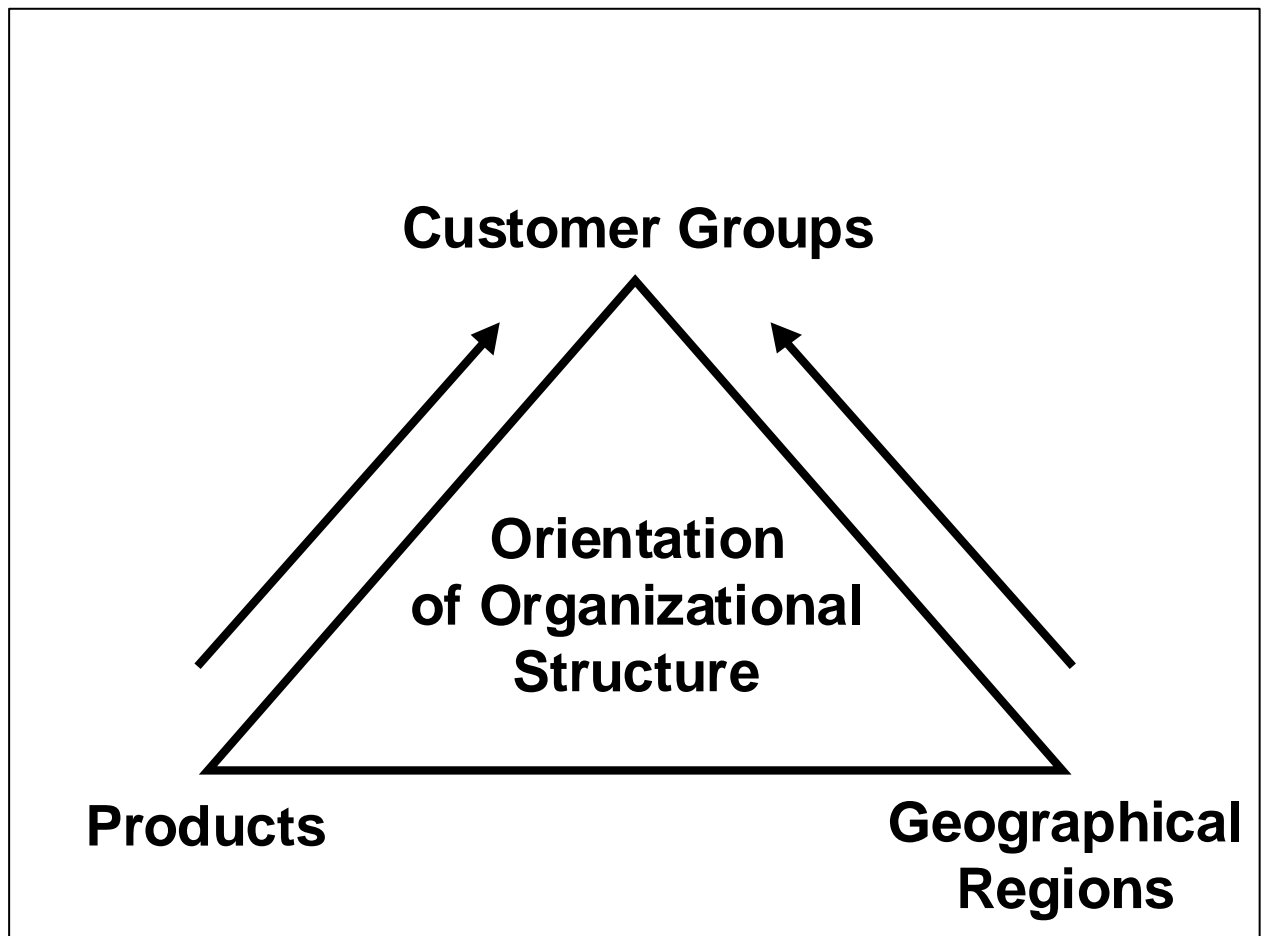 Customer Groups
Orientation
of Organizational
Structure
Products
Geographical
Regions